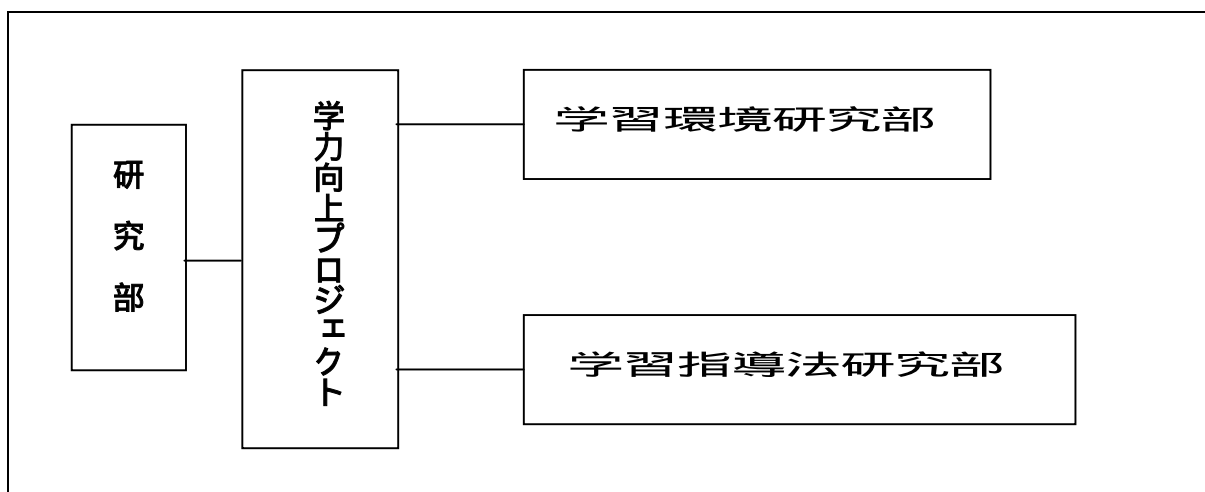 研究部
学力向上プロジェクト
学習環境研究部
学習指導法研究部